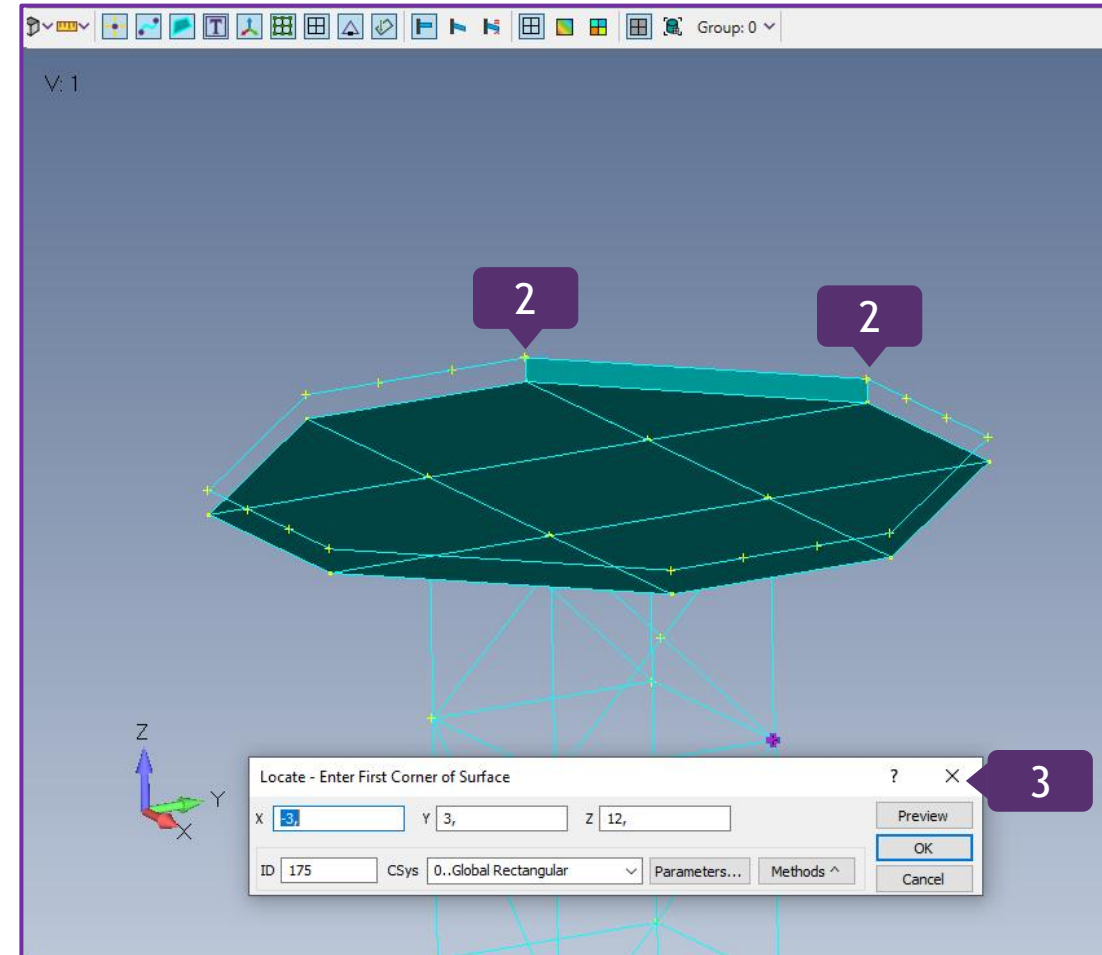 T Group: 0
V: 1
2
2
Z
Y
X
Locate - Enter First Corner of Surface ? X
3
X -3, Y 3, Z 12, Preview
OK
ID 175 CSys 0..Global Rectangular Parameters... Methods ^ Cancel